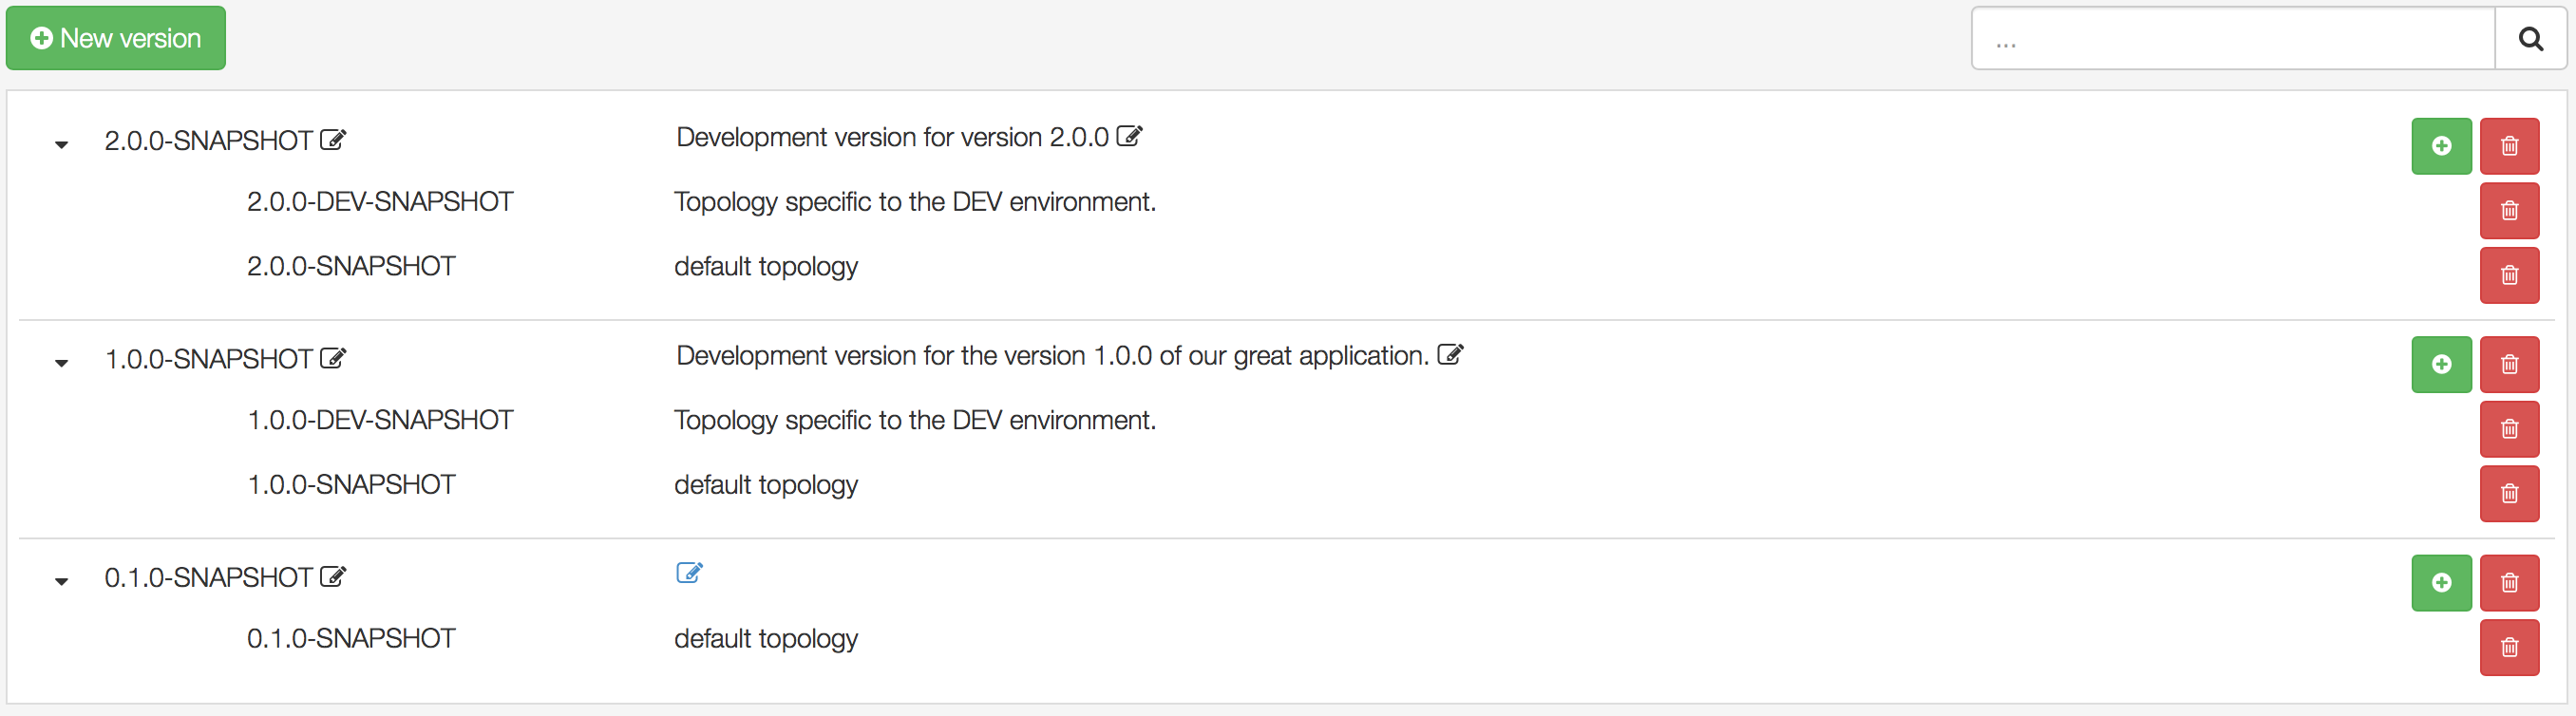 New version
...
2.0.0-SNAPSHOT Development version for version 2.0.0
2.0.0-DEV-SNAPSHOT Topology specific to the DEV environment.
2.0.0-SNAPSHOT default topology
1.0.0-SNAPSHOT Development version for the version 1.0.0 of our great application.
1.0.0-DEV-SNAPSHOT Topology specific to the DEV environment.
1.0.0-SNAPSHOT default topology
0.1.0-SNAPSHOT
0.1.0-SNAPSHOT default topology